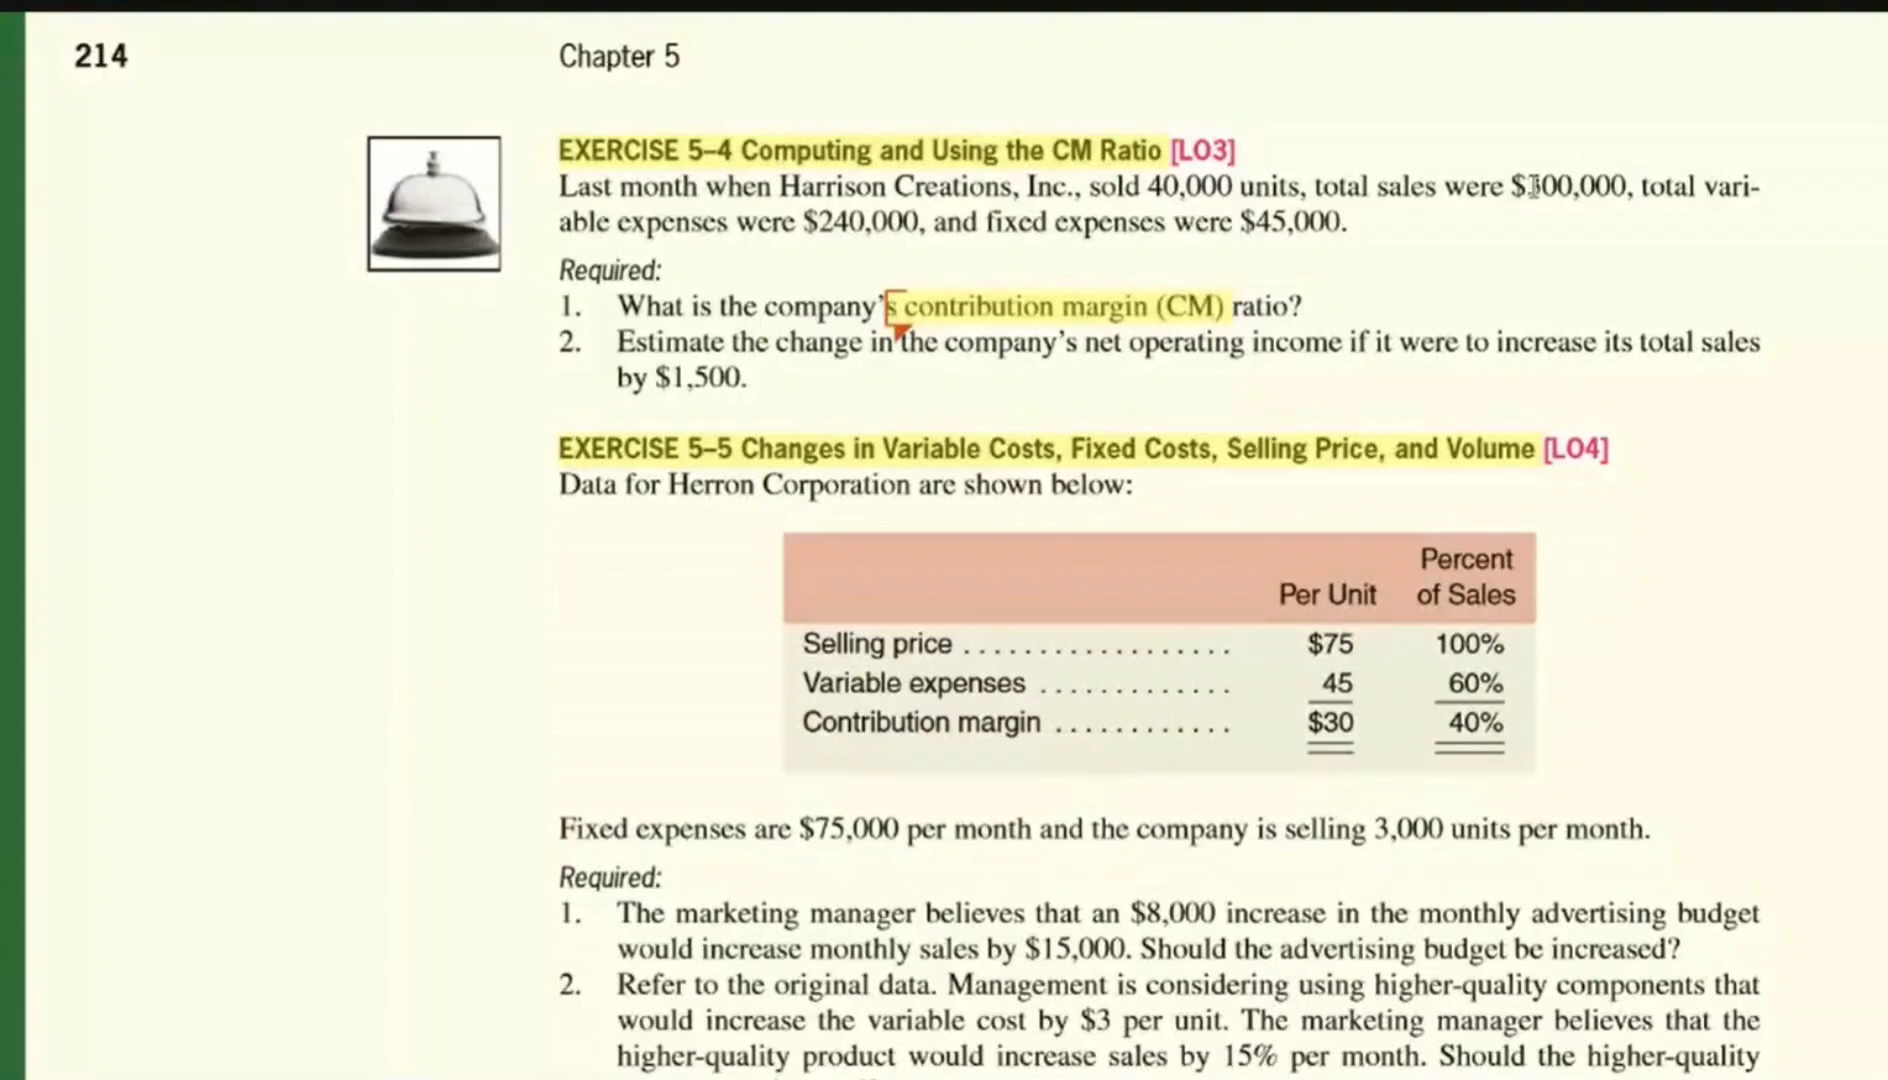 214
Chapter 5
EXERCISE 5–4 Computing and Using the CM Ratio [LO3]
Last month when Harrison Creations, Inc., sold 40,000 units, total sales were $300,000, total vari-
able expenses were $240,000, and fixed expenses were $45,000.
Required:
1. What is the company's contribution margin (CM) ratio?
2. Estimate the change in the company's net operating income if it were to increase its total sales
by $1,500.
EXERCISE 5–5 Changes in Variable Costs, Fixed Costs, Selling Price, and Volume [LO4]
Data for Herron Corporation are shown below:
Percent
Per Unit of Sales
Selling price . . . . . . . . . . . . . . . . . . $75 100%
Variable expenses . . . . . . . . . . . . . 45 60%
Contribution margin . . . . . . . . . . . . $30 40%
Fixed expenses are $75,000 per month and the company is selling 3,000 units per month.
Required:
1. The marketing manager believes that an $8,000 increase in the monthly advertising budget
would increase monthly sales by $15,000. Should the advertising budget be increased?
2. Refer to the original data. Management is considering using higher-quality components that
would increase the variable cost by $3 per unit. The marketing manager believes that the
higher-quality product would increase sales by 15% per month. Should the higher-quality